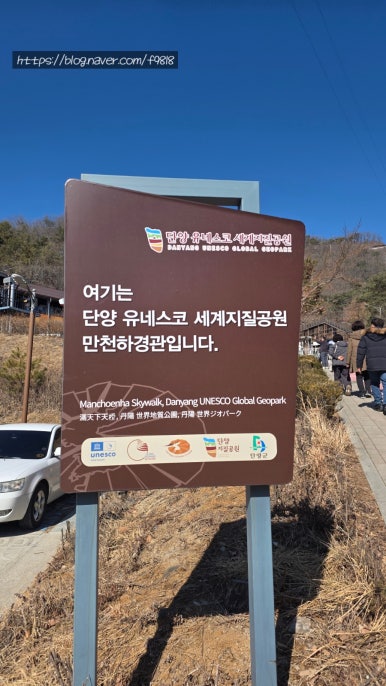 https://blog.naver.com/f9818
단양 유네스코 세계지질공원
DANYANG UNESCO GLOBAL GEOPARK
여기는
단양 유네스코 세계지질공원
만천하경관입니다.
Manchoenha Skywalk, Danyang UNESCO Global Geopark
滿天下天橋, 丹陽 世界地質公園, 丹陽 世界ジオパーク
unesco
단양
지질공원
단양군